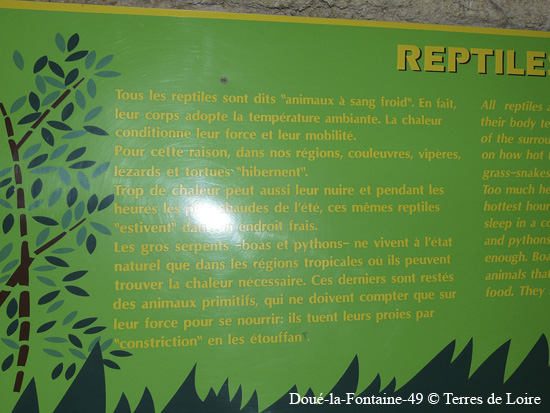 REPTILE
Tous les reptiles sont dits "animaux à sang froid". En fait,
leur corps adopte la température ambiante. La chaleur
conditionne leur force et leur mobilité.
Pour cette raison, dans nos régions, couleuvres, vipères,
lézards et tortues "hibernent".
Trop de chaleur peut aussi leur nuire et pendant les
heures les chaudes de l'été, ces mêmes reptiles
"estivent" endroit frais.
Les gros serpents -boas et pythons- ne vivent à l'état
naturel que dans les régions tropicales où ils peuvent
trouver la chaleur nécessaire. Ces derniers sont restés
des animaux primitifs, qui ne doivent compter que sur
leur force pour se nourrir: ils tuent leurs proies par
"constriction" en les étouffan
All reptiles
their body te
of the surrou
on how hot
grass-snakes
Too much he
hottest hour
sleep in a c
and python
enough. Boa
animals tha
food. They
Doué-la-Fontaine-49 © Terres de Loire